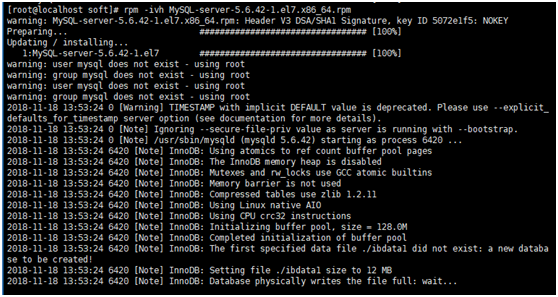 [root@localhost soft]# rpm -ivh MySQL-server-5.6.42-1.el7.x86_64.rpm
warning: MySQL-server-5.6.42-1.el7.x86_64.rpm: Header V3 DSA/SHA1 Signature, key ID 5072e1f5: NOKEY
Preparing... ################################# [100%]
Updating / installing...
1:MySQL-server-5.6.42-1.el7 ################################# [100%]
warning: user mysql does not exist - using root
warning: group mysql does not exist - using root
warning: user mysql does not exist - using root
warning: group mysql does not exist - using root
2018-11-18 13:53:24 0 [Warning] TIMESTAMP with implicit DEFAULT value is deprecated. Please use --explicit_
defaults_for_timestamp server option (see documentation for more details).
2018-11-18 13:53:24 0 [Note] Ignoring --secure-file-priv value as server is running with --bootstrap.
2018-11-18 13:53:24 0 [Note] /usr/sbin/mysqld (mysqld 5.6.42) starting as process 6420 ...
2018-11-18 13:53:24 6420 [Note] InnoDB: Using atomics to ref count buffer pool pages
2018-11-18 13:53:24 6420 [Note] InnoDB: The InnoDB memory heap is disabled
2018-11-18 13:53:24 6420 [Note] InnoDB: Mutexes and rw_locks use GCC atomic builtins
2018-11-18 13:53:24 6420 [Note] InnoDB: Memory barrier is not used
2018-11-18 13:53:24 6420 [Note] InnoDB: Compressed tables use zlib 1.2.11
2018-11-18 13:53:24 6420 [Note] InnoDB: Using Linux native AIO
2018-11-18 13:53:24 6420 [Note] InnoDB: Using CPU crc32 instructions
2018-11-18 13:53:24 6420 [Note] InnoDB: Initializing buffer pool, size = 128.0M
2018-11-18 13:53:24 6420 [Note] InnoDB: Completed initialization of buffer pool
2018-11-18 13:53:24 6420 [Note] InnoDB: The first specified data file ./ibdata1 did not exist: a new databa
se to be created!
2018-11-18 13:53:24 6420 [Note] InnoDB: Setting file ./ibdata1 size to 12 MB
2018-11-18 13:53:24 6420 [Note] InnoDB: Database physically writes the file full: wait...